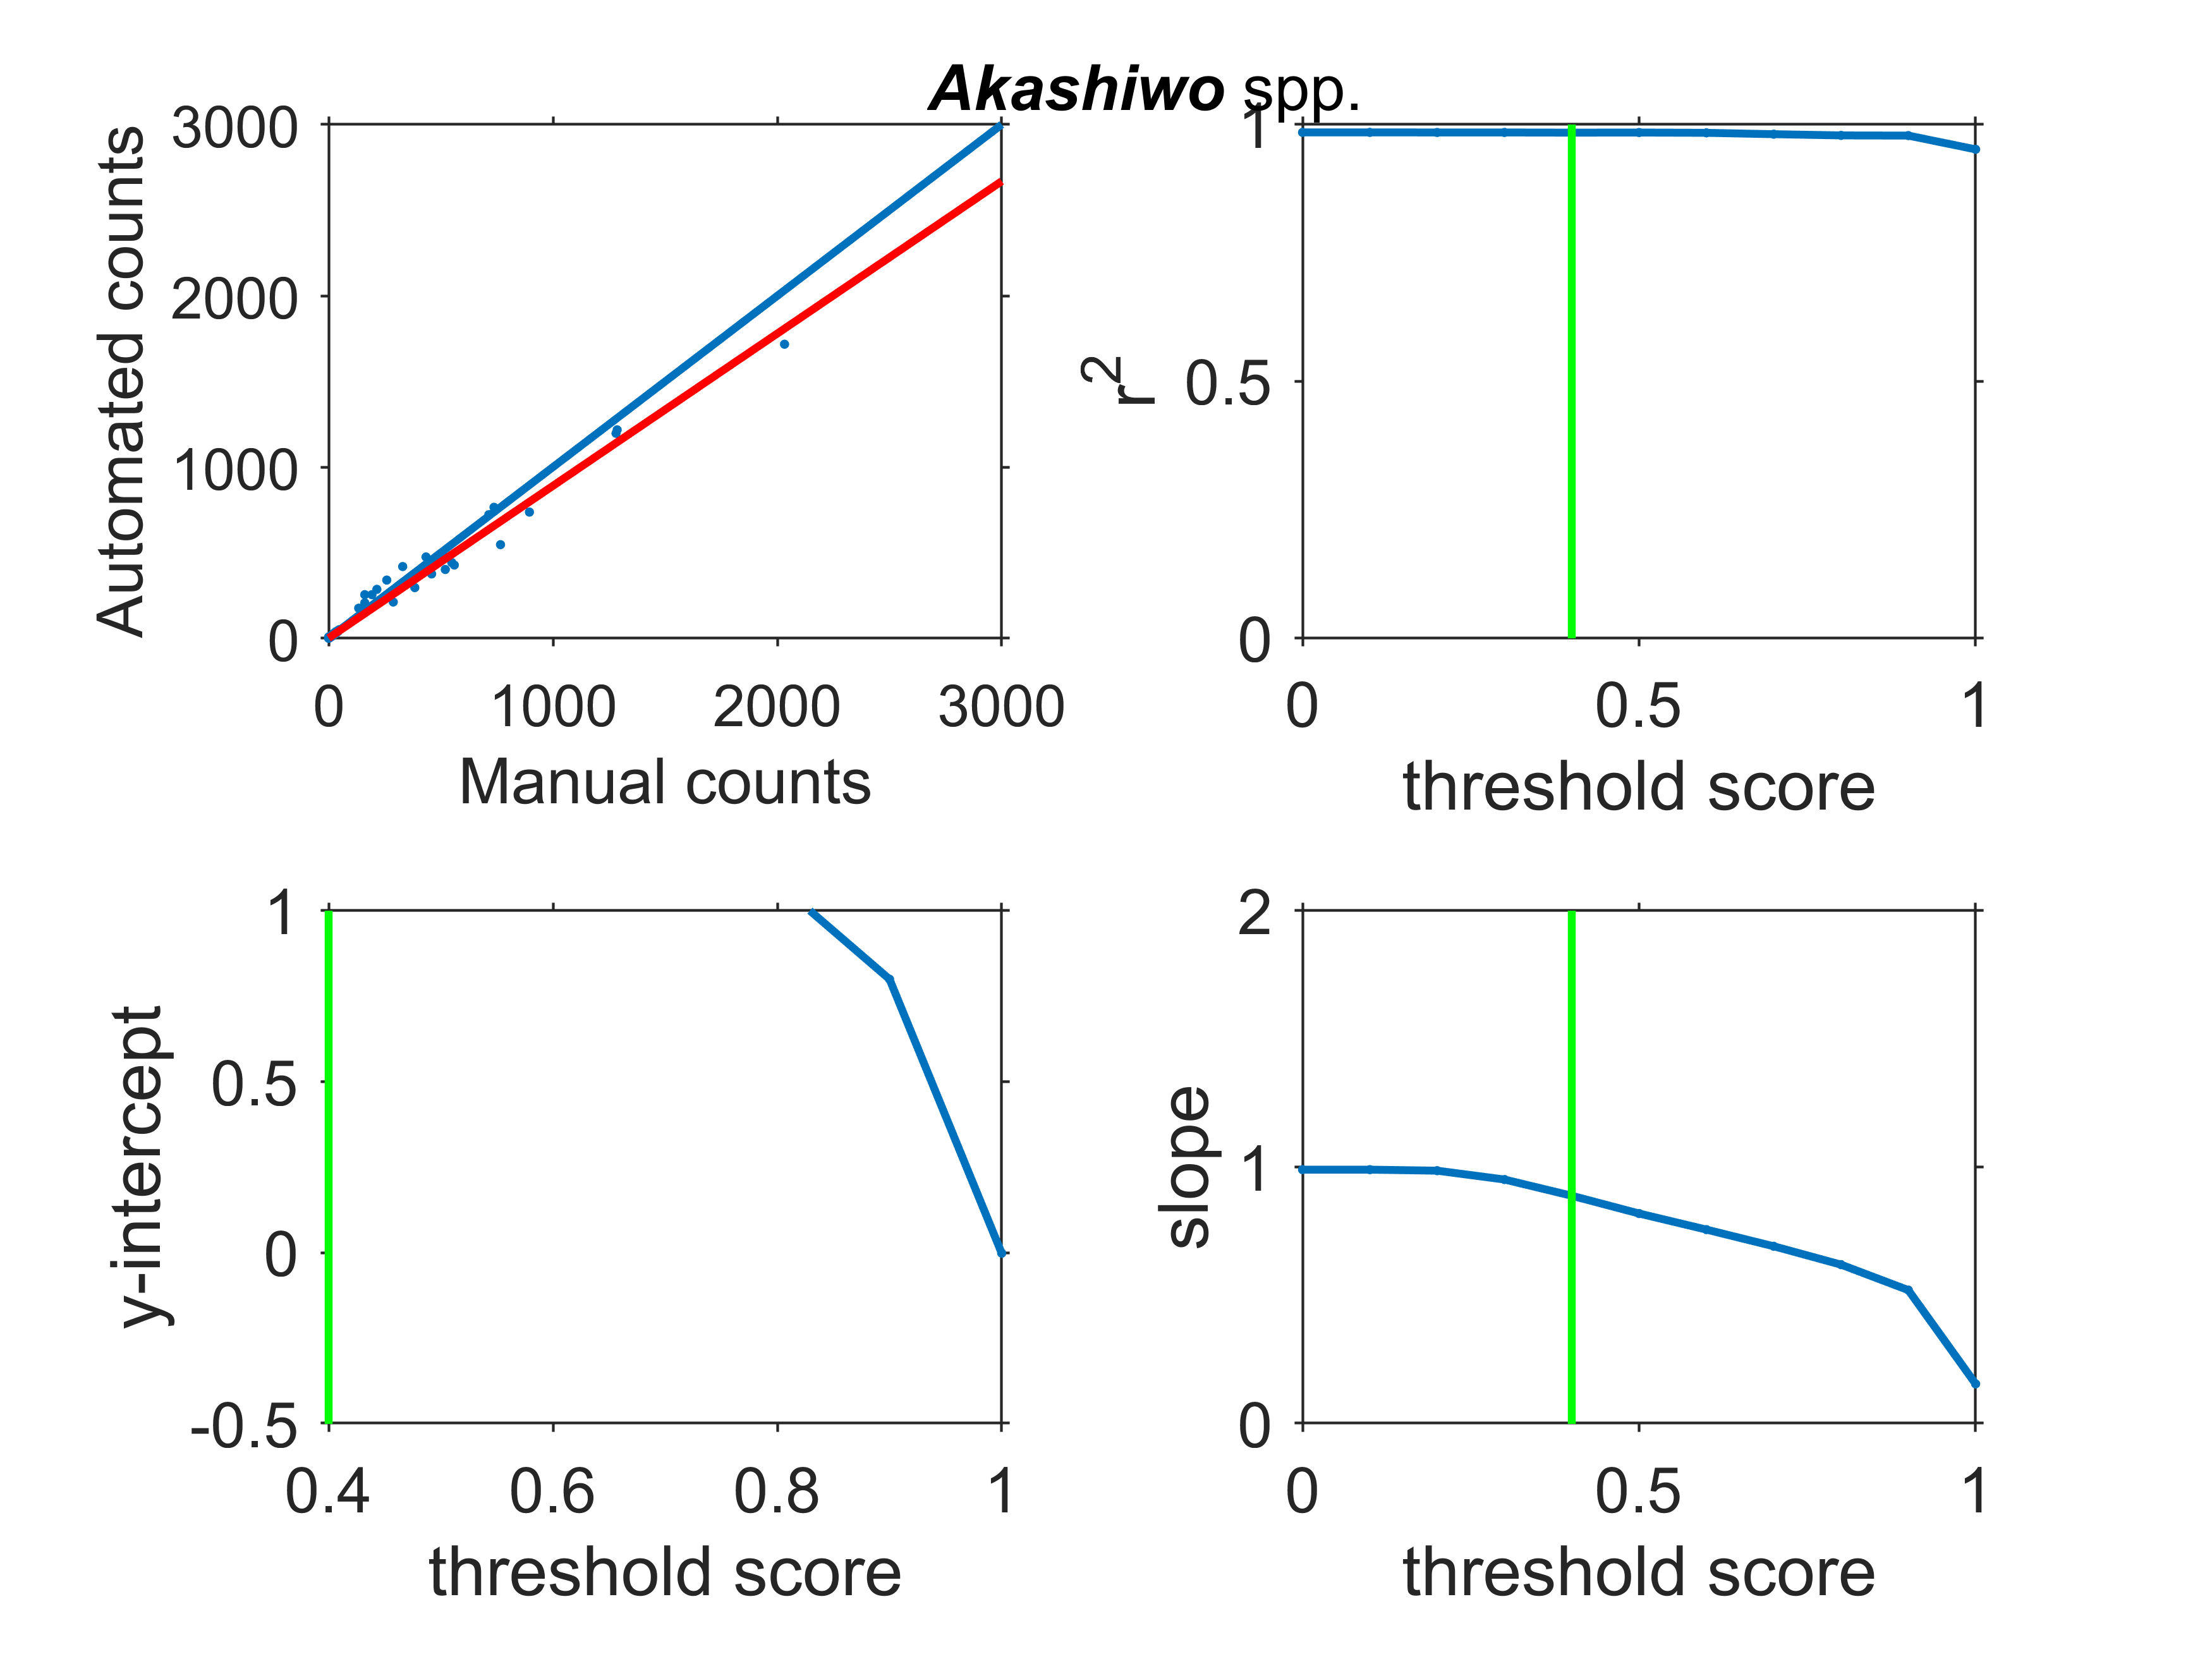 Akashiwo spp.
3000
2000
1000
0
Automated counts
0 1000 2000 3000
Manual counts
1
0.5
0
r2
0 0.5 1
threshold score
1
0.5
0
-0.5
y-intercept
0.4 0.6 0.8 1
threshold score
2
1
0
slope
0 0.5 1
threshold score